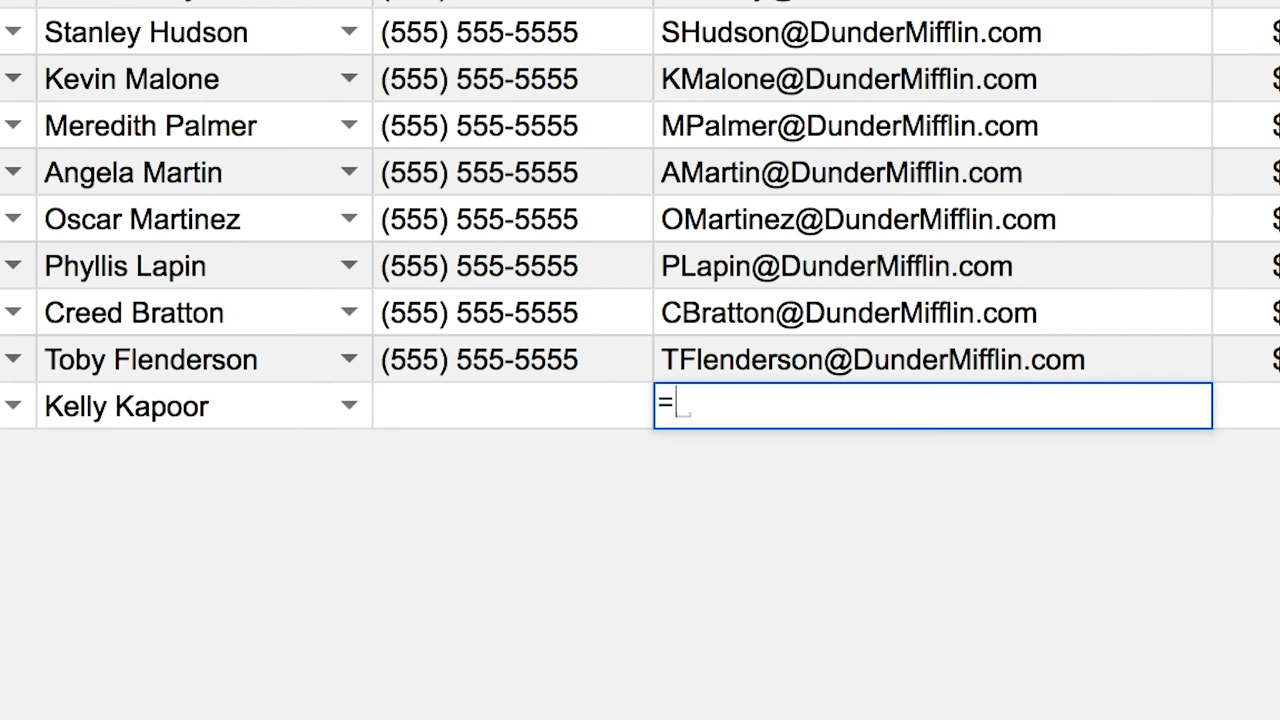 Stanley Hudson (555) 555-5555 SHudson@DunderMifflin.com $
Kevin Malone (555) 555-5555 KMalone@DunderMifflin.com $
Meredith Palmer (555) 555-5555 MPalmer@DunderMifflin.com $
Angela Martin (555) 555-5555 AMartin@DunderMifflin.com $
Oscar Martinez (555) 555-5555 OMartinez@DunderMifflin.com $
Phyllis Lapin (555) 555-5555 PLapin@DunderMifflin.com $
Creed Bratton (555) 555-5555 CBratton@DunderMifflin.com $
Toby Flenderson (555) 555-5555 TFlenderson@DunderMifflin.com $
Kelly Kapoor =